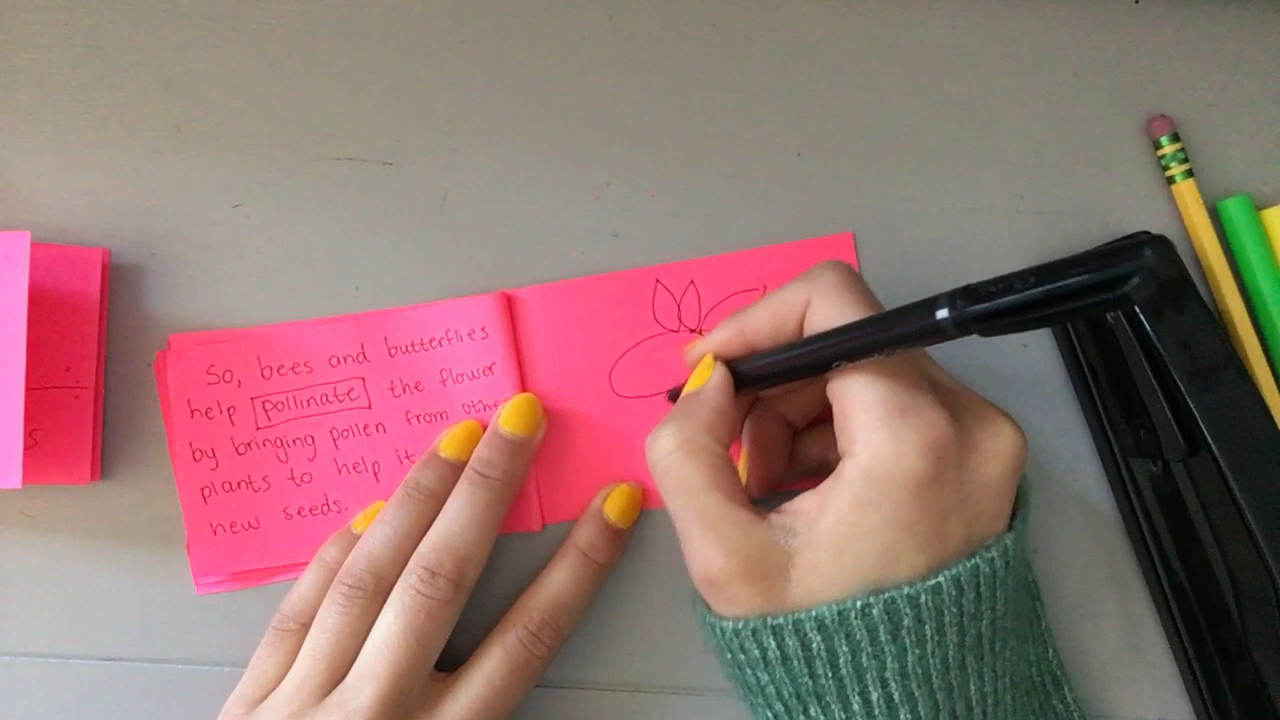 So, bees and butterflies
help pollinate the flower
by bringing pollen from
plants to help it
new seeds.